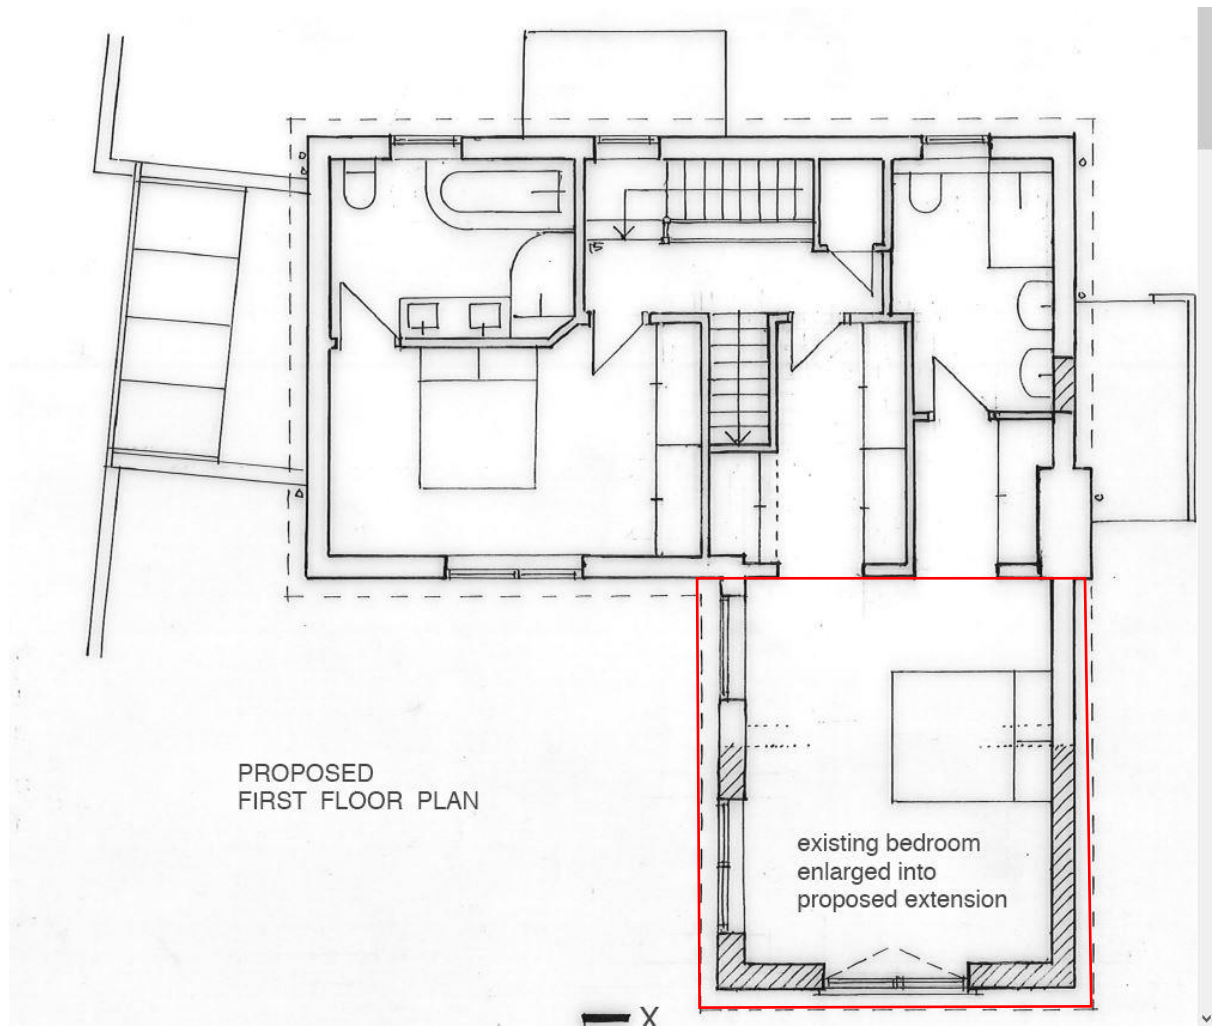 PROPOSED
FIRST FLOOR PLAN
existing bedroom
enlarged into
proposed extension
X